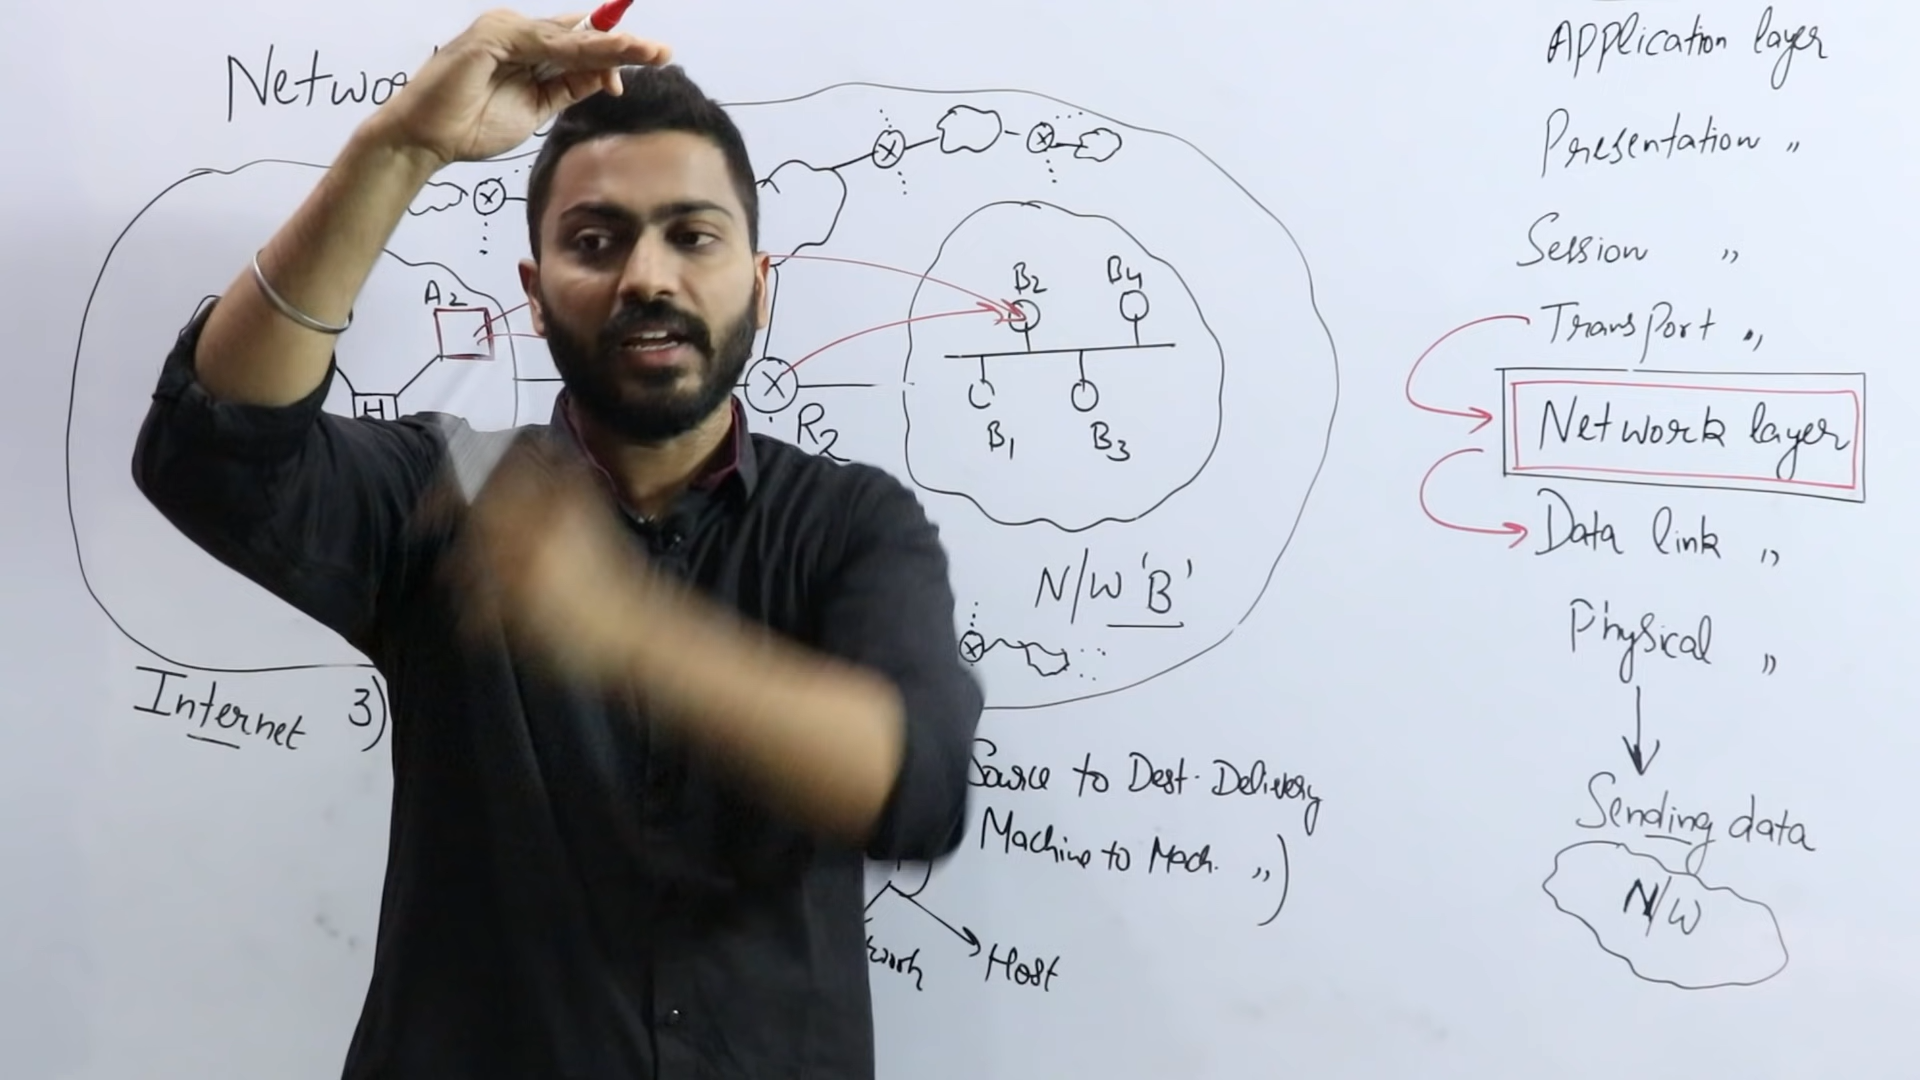 Application layer
Presentation "
Session "
Transport "
Network layer
Data link "
Physical "
Sending data
N/W
A2
H
R2
B2
B4
B1
B3
N/W 'B'
Internet 3)
Source to Dest. Delivery
Machine to Mach. ")
Host